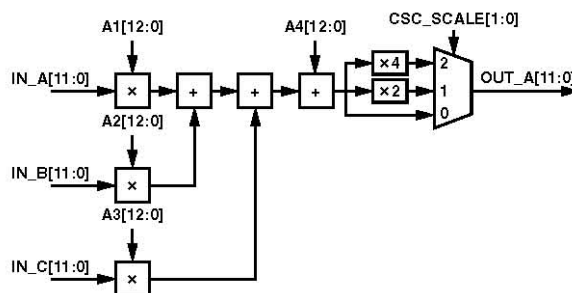 A1[12:0]
A4[12:0]
CSC_SCALE[1:0]
IN_A[11:0]
×
+
+
+
×4
2
OUT_A[11:0]
×2
1
0
A2[12:0]
IN_B[11:0]
×
A3[12:0]
IN_C[11:0]
×